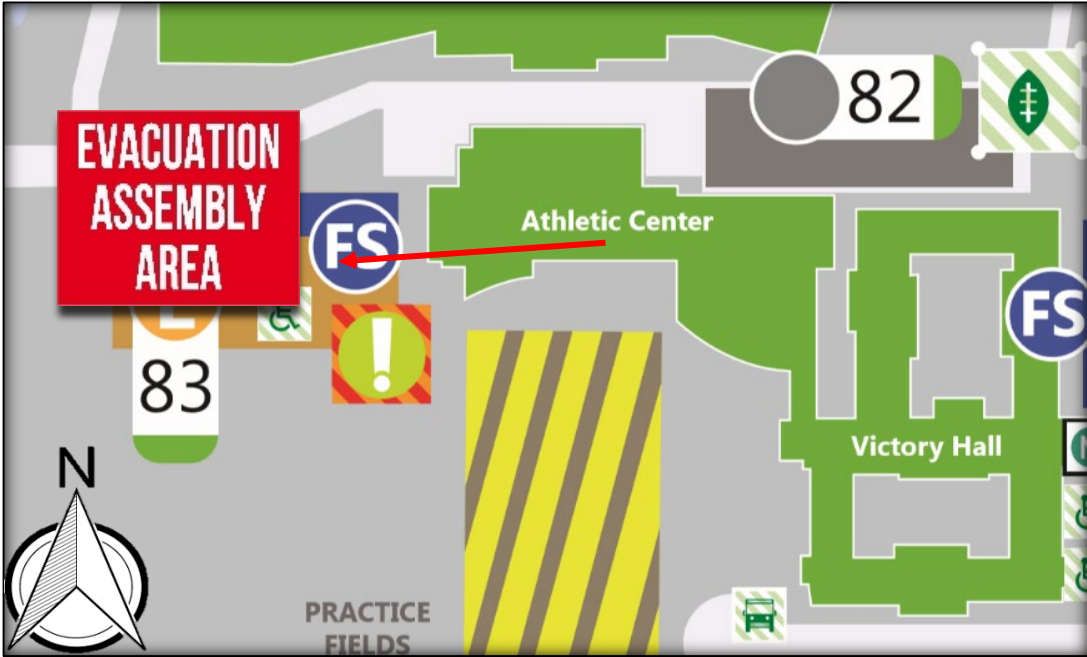 82
EVACUATION
ASSEMBLY
AREA
FS
Athletic Center
FS
83
Victory Hall
N
PRACTICE
FIELDS